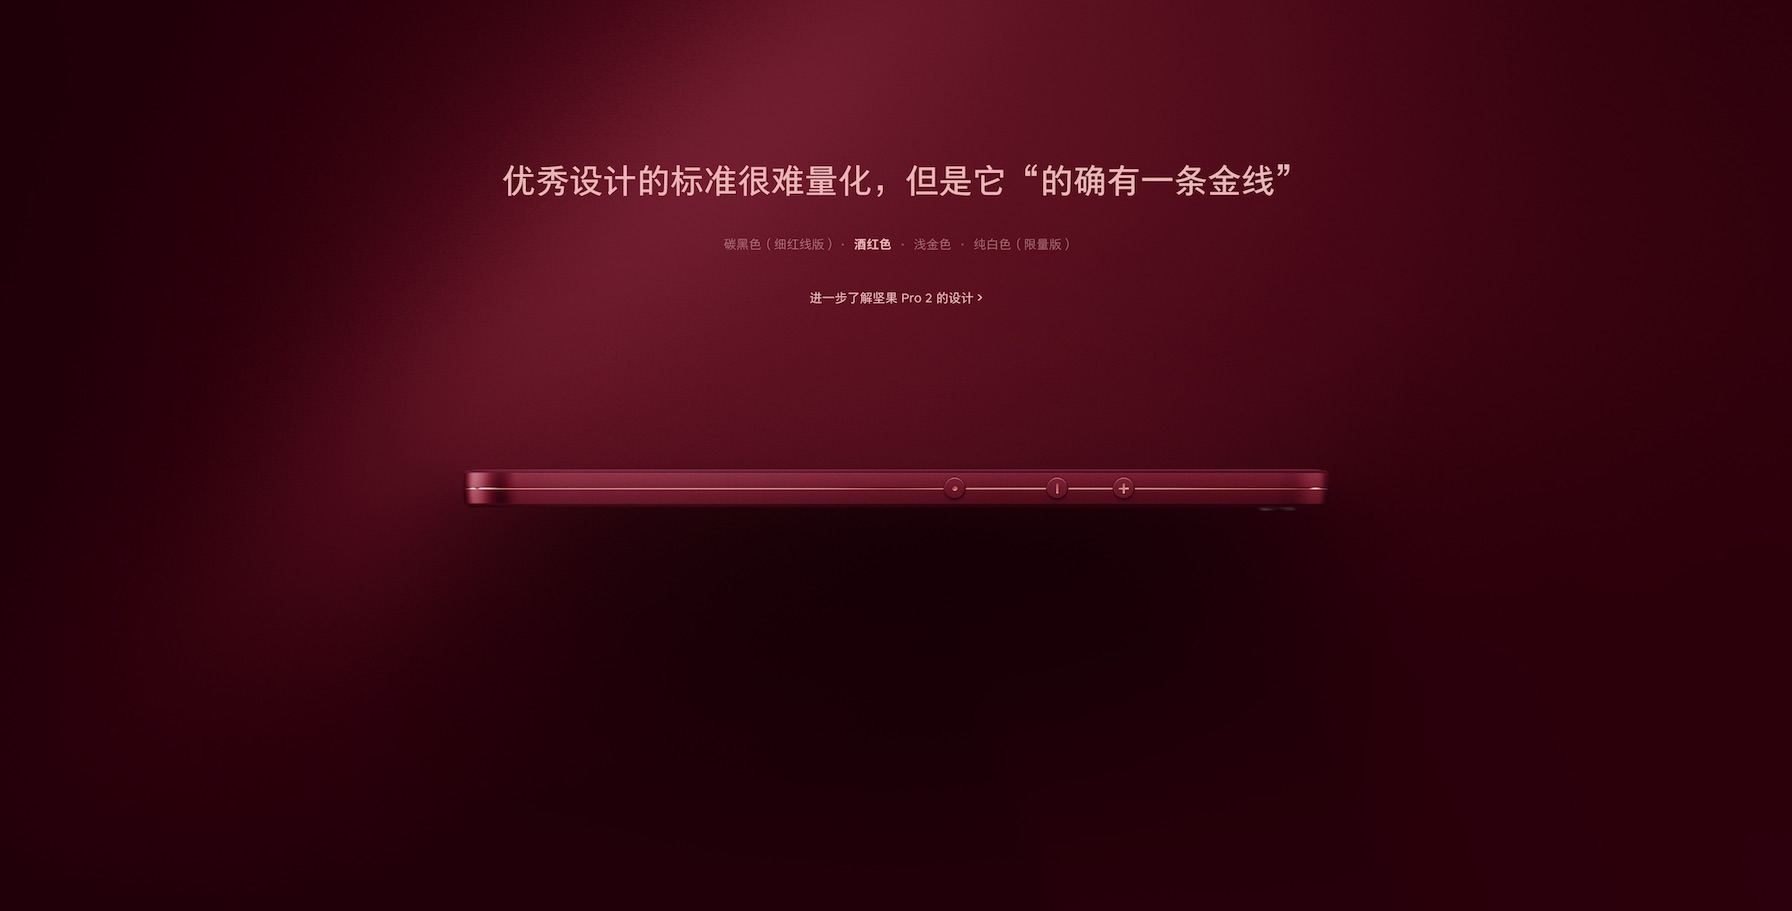 优秀设计的标准很难量化，但是它“的确有一条金线”
碳黑色（细红线版） · 酒红色 · 浅金色 · 纯白色（限量版）
进一步了解坚果 Pro 2 的设计 >